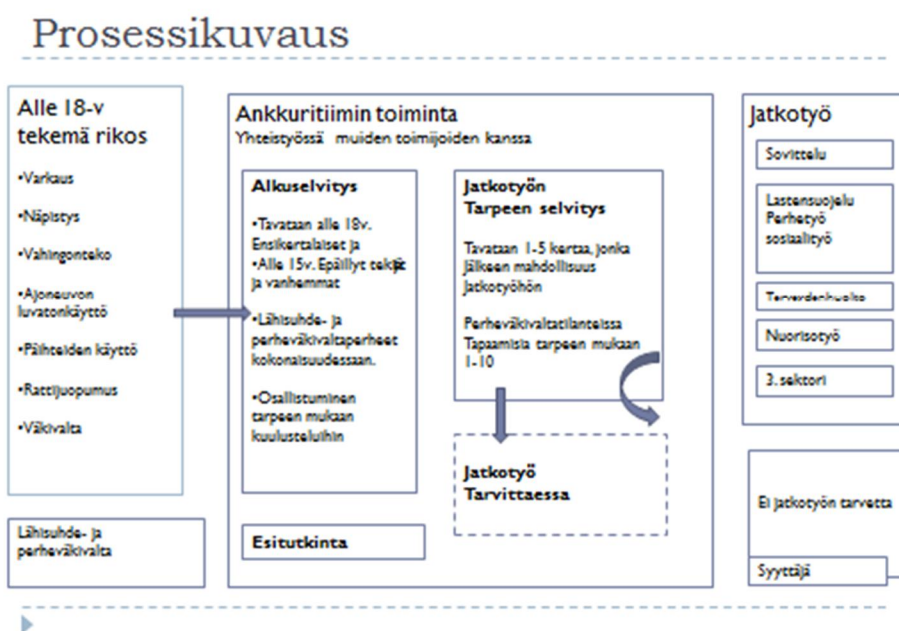 Prosessikuvaus
Alle 18-v
tekemä rikos
•Varkaus
•Näpistys
•Vahingonteko
•Ajoneuvon
luvatonkäyttö
•Päihteiden käyttö
•Rattijuopumus
•Väkivalta
Lähisuhde- ja
perheväkivalta
Ankkuritiimin toiminta
Yhteistyössä muiden toimijoiden kanssa
Alkuselvitys
•Tavataan alle 18v.
Ensikertalaiset ja
•Alle 15v. Epäillyt tekijät
ja vanhemmat
•Lähisuhde- ja
perheväkivaltaperheet
kokonaisuudessaan.
•Osallistuminen
tarpeen mukaan
kuulusteluihin
Esitutkinta
Jatkotyön
Tarpeen selvitys
Tavataan 1-5 kertaa, jonka
Jälkeen mahdollisuus
Jatkotyöhön
Perheväkivaltatilanteissa
Tapaamisia tarpeen mukaan
1-10
Jatkotyö
Tarvittaessa
Jatkotyö
Sovittelu
Lastensuojelu
Perhetyö
sosiaalityö
Terveydenhuolto
Nuorisotyö
3. sektori
Ei jatkotyön tarvetta
Syyttäjä